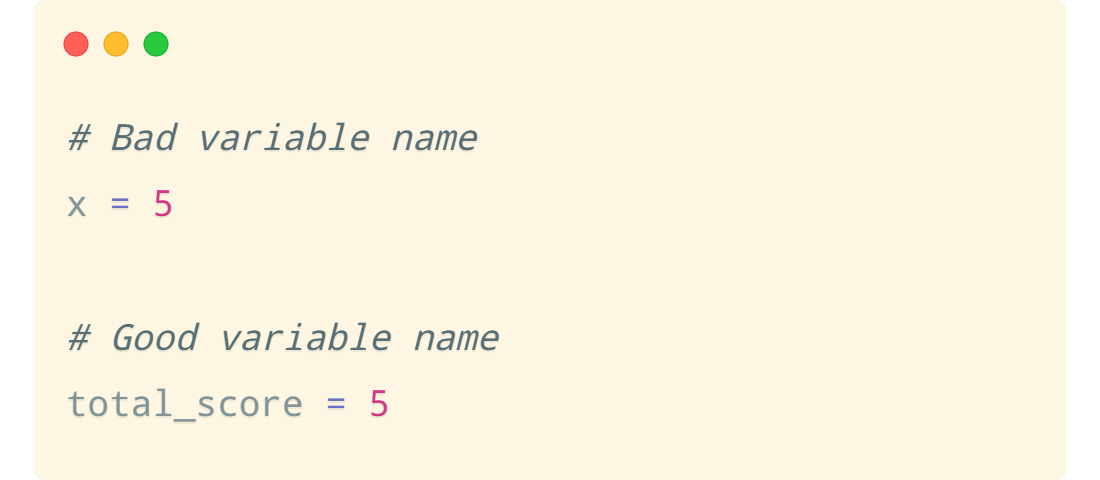 # Bad variable name
x = 5
# Good variable name
total_score = 5